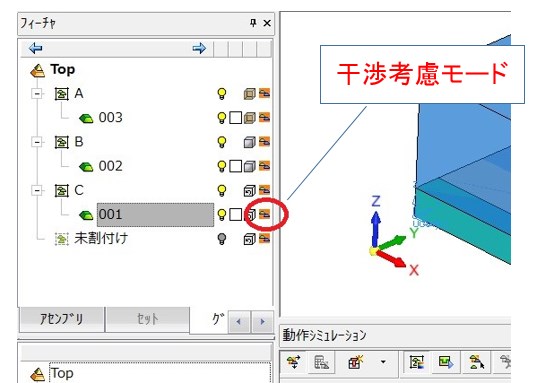 フィーチャ
Top
A
003
B
002
C
001
未割付け
アセンブリ セット グ
Top
干渉考慮モード
Z
Y
X
動作シミュレーション